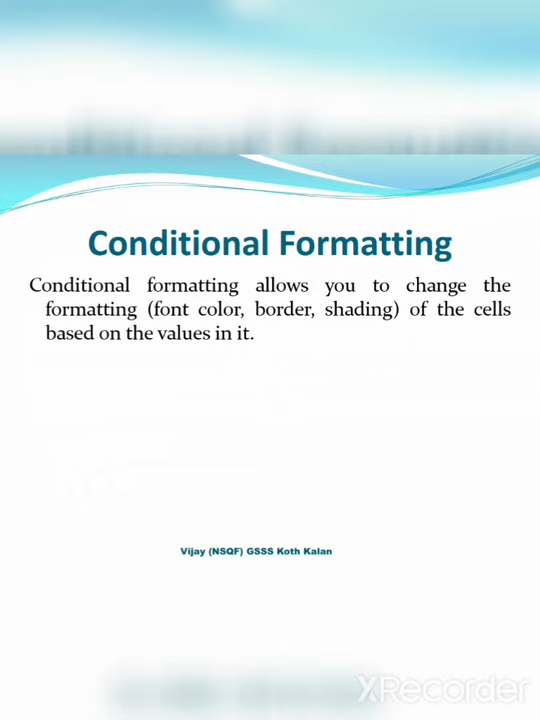 Conditional Formatting
Conditional formatting allows you to change the
formatting (font color, border, shading) of the cells
based on the values in it.
Vijay (NSQF) GSSS Koth Kalan
XRecorder